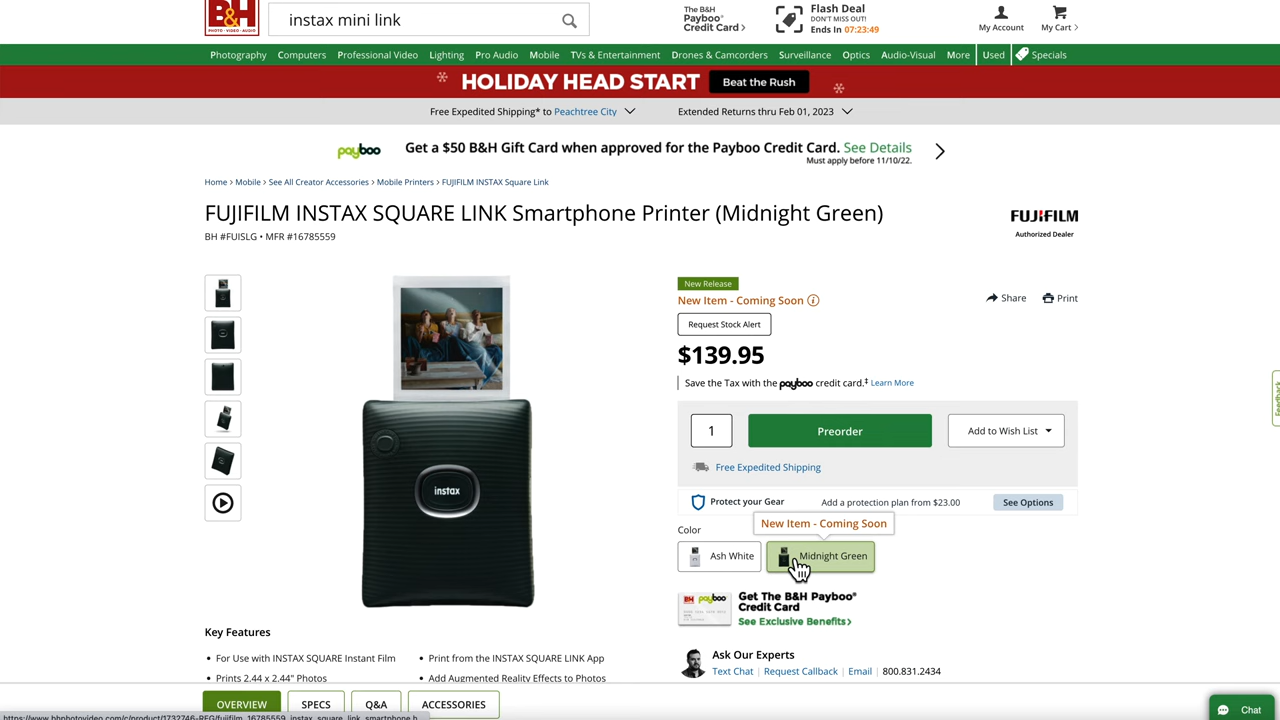 B&H
PHOTO • VIDEO • AUDIO
instax mini link
The B&H
Payboo
Credit Card >
Flash Deal
DON'T MISS OUT!
Ends In 07:23:49
My Account
My Cart >
Photography
Computers
Professional Video
Lighting
Pro Audio
Mobile
TVs & Entertainment
Drones & Camcorders
Surveillance
Optics
Audio-Visual
More
Used
Specials
HOLIDAY HEAD START
Beat the Rush
Free Expedited Shipping* to Peachtree City
Extended Returns thru Feb 01, 2023
payboo
Get a $50 B&H Gift Card when approved for the Payboo Credit Card. See Details
Must apply before 11/10/22.
Home > Mobile > See All Creator Accessories > Mobile Printers > FUJIFILM INSTAX Square Link
FUJIFILM INSTAX SQUARE LINK Smartphone Printer (Midnight Green)
BH #FUISLG • MFR #16785559
FUJIFILM
Authorized Dealer
New Release
New Item - Coming Soon
Share
Print
Request Stock Alert
$139.95
Save the Tax with the payboo credit card.‡ Learn More
1
Preorder
Add to Wish List
Free Expedited Shipping
Protect your Gear
Add a protection plan from $23.00
See Options
Color
New Item - Coming Soon
Ash White
Midnight Green
instax
B&H payboo
Get The B&H Payboo®
Credit Card
See Exclusive Benefits >
Ask Our Experts
Text Chat | Request Callback | Email | 800.831.2434
Key Features
• For Use with INSTAX SQUARE Instant Film
• Prints 2.44 x 2.44" Photos
• Print from the INSTAX SQUARE LINK App
• Add Augmented Reality Effects to Photos
OVERVIEW
SPECS
Q&A
ACCESSORIES
Feedback
Chat